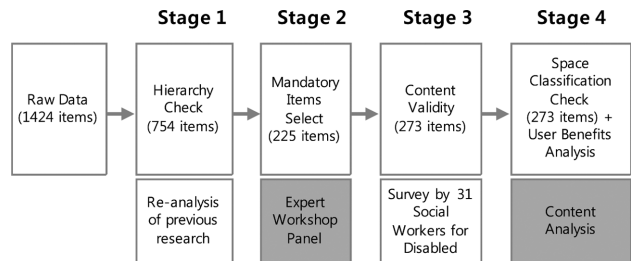 Stage 1
Stage 2
Stage 3
Stage 4
Raw Data
(1424 items)
Hierarchy
Check
(754 items)
Mandatory
Items
Select
(225 items)
Content
Validity
(273 items)
Space
Classification
Check
(273 items) +
User Benefits
Analysis
Re-analysis
of previous
research
Expert
Workshop
Panel
Survey by 31
Social
Workers for
Disabled
Content
Analysis